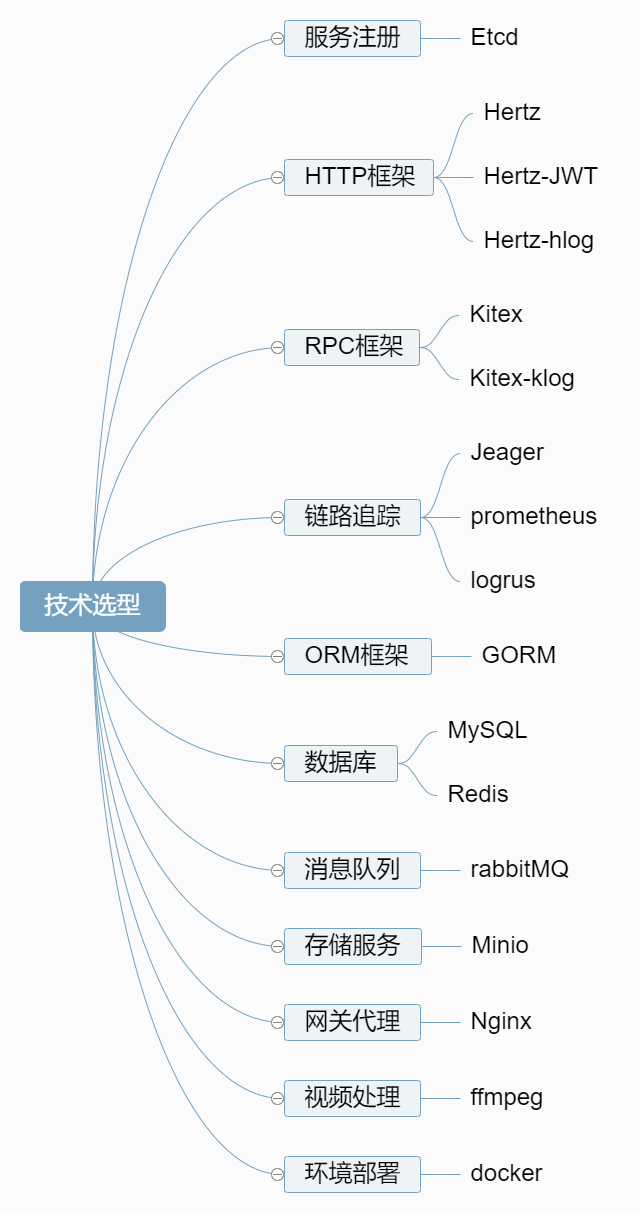 服务注册
Etcd
HTTP框架
Hertz
Hertz-JWT
Hertz-hlog
RPC框架
Kitex
Kitex-klog
链路追踪
Jeager
prometheus
logrus
技术选型
ORM框架
GORM
数据库
MySQL
Redis
消息队列
rabbitMQ
存储服务
Minio
网关代理
Nginx
视频处理
ffmpeg
环境部署
docker